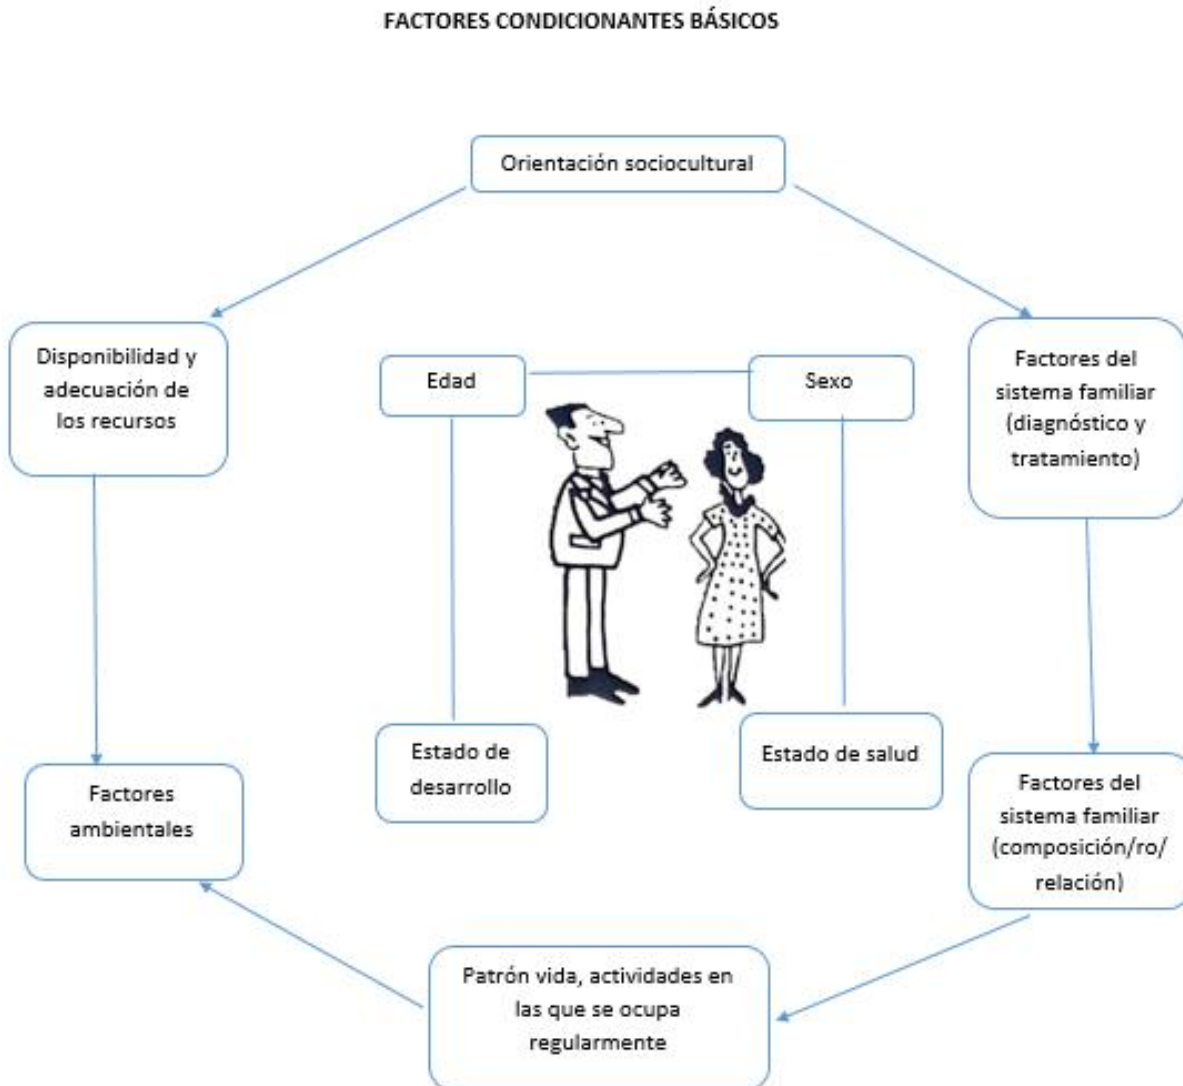 FACTORES CONDICIONANTES BÁSICOS
Orientación sociocultural
Disponibilidad y
adecuación de
los recursos
Edad
Sexo
Factores del
sistema familiar
(diagnóstico y
tratamiento)
Estado de
desarrollo
Estado de salud
Factores
ambientales
Factores del
sistema familiar
(composición/ro/
relación)
Patrón vida, actividades en
las que se ocupa
regularmente